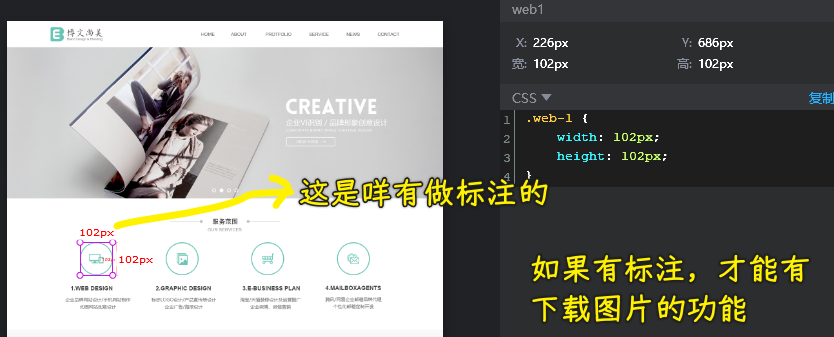 web1
博文尚美
HOME ABOUT PROTFOLIO SERVICE NEWS CONTACT
X: 226px Y: 686px
宽: 102px 高: 102px
CSS 复制
CREATIVE
企业VI识别 / 品牌形象创意设计
1 .web-1 {
2 width: 102px;
3 height: 102px;
4 }
这是咩有做标注的
服务范围
OUR SERVICES
102px
102px
如果有标注，才能有
下载图片的功能
1.WEB DESIGN 2.GRAPHIC DESIGN 3.E-BUSINESS PLAN 4.MAILBOXAGENTS